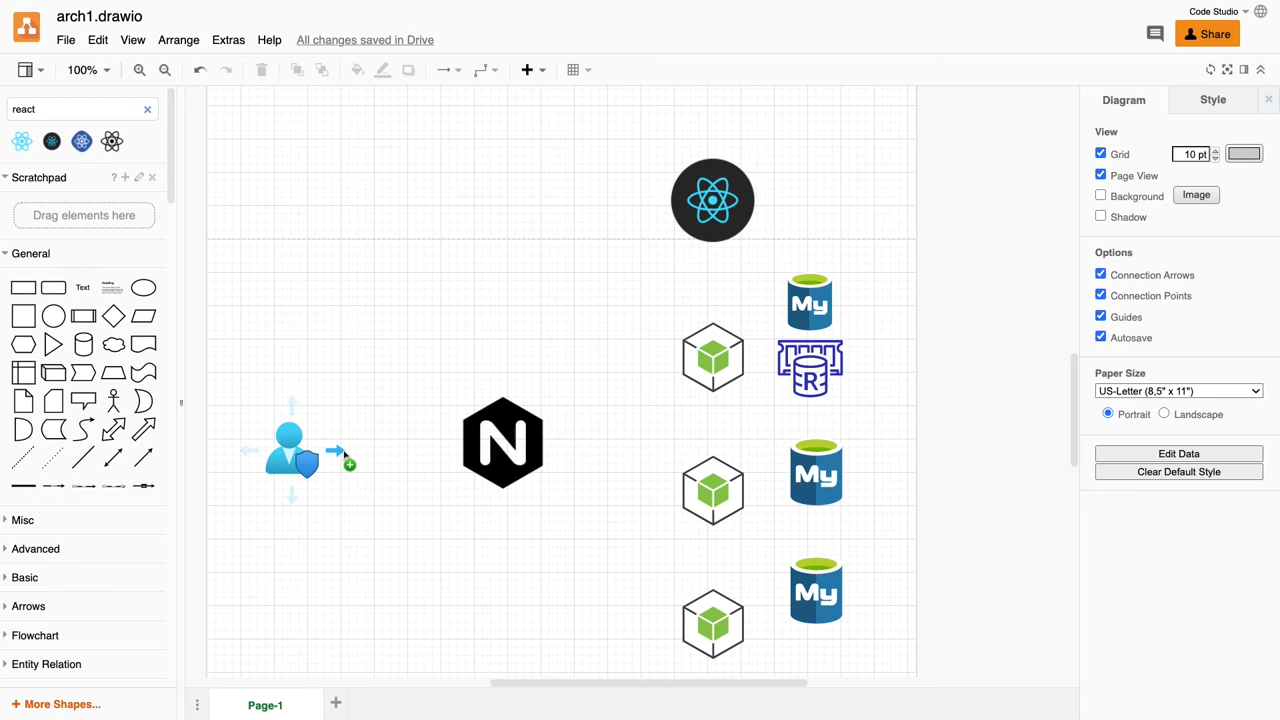 arch1.drawio
Code Studio
File Edit View Arrange Extras Help All changes saved in Drive
Share
100%
react
Scratchpad
?
Drag elements here
General
Text
Heading
Misc
Advanced
Basic
Arrows
Flowchart
Entity Relation
More Shapes...
My
R
My
My
N
Page-1
Diagram
Style
View
Grid
10 pt
Page View
Background
Image
Shadow
Options
Connection Arrows
Connection Points
Guides
Autosave
Paper Size
US-Letter (8,5" x 11")
Portrait
Landscape
Edit Data
Clear Default Style